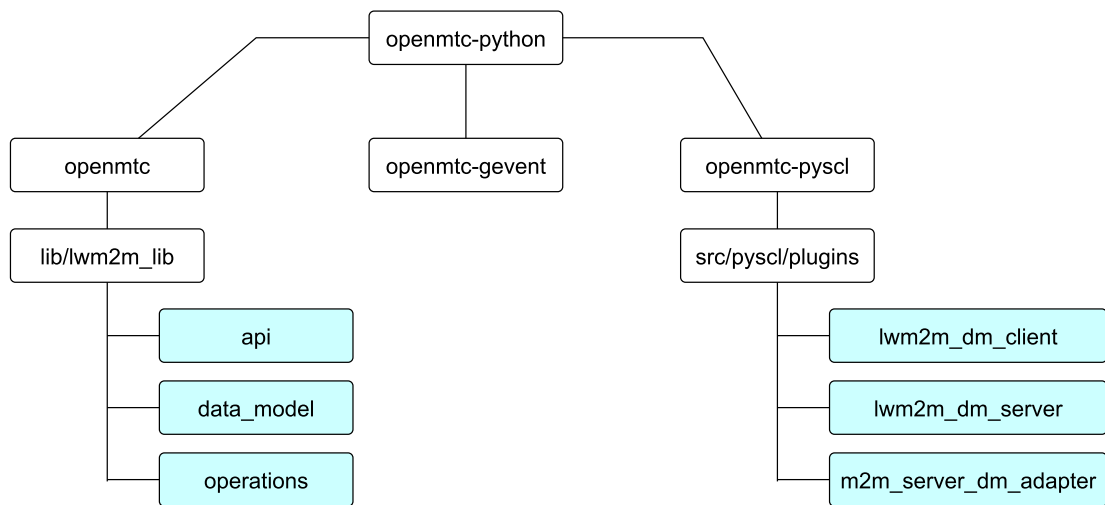 openmtc-python
openmtc
openmtc-gevent
openmtc-pyscl
lib/lwm2m_lib
src/pyscl/plugins
api
lwm2m_dm_client
data_model
lwm2m_dm_server
operations
m2m_server_dm_adapter